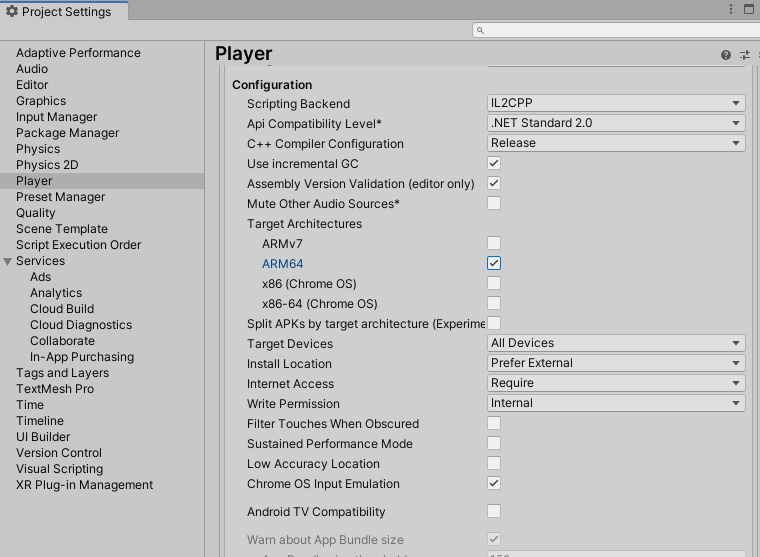 Project Settings
Adaptive Performance
Audio
Editor
Graphics
Input Manager
Package Manager
Physics
Physics 2D
Player
Preset Manager
Quality
Scene Template
Script Execution Order
Services
Ads
Analytics
Cloud Build
Cloud Diagnostics
Collaborate
In-App Purchasing
Tags and Layers
TextMesh Pro
Time
Timeline
UI Builder
Version Control
Visual Scripting
XR Plug-in Management
Player
Configuration
Scripting Backend IL2CPP
Api Compatibility Level* .NET Standard 2.0
C++ Compiler Configuration Release
Use incremental GC
Assembly Version Validation (editor only)
Mute Other Audio Sources*
Target Architectures
ARMv7
ARM64
x86 (Chrome OS)
x86-64 (Chrome OS)
Split APKs by target architecture (Experime
Target Devices All Devices
Install Location Prefer External
Internet Access Require
Write Permission Internal
Filter Touches When Obscured
Sustained Performance Mode
Low Accuracy Location
Chrome OS Input Emulation
Android TV Compatibility
Warn about App Bundle size